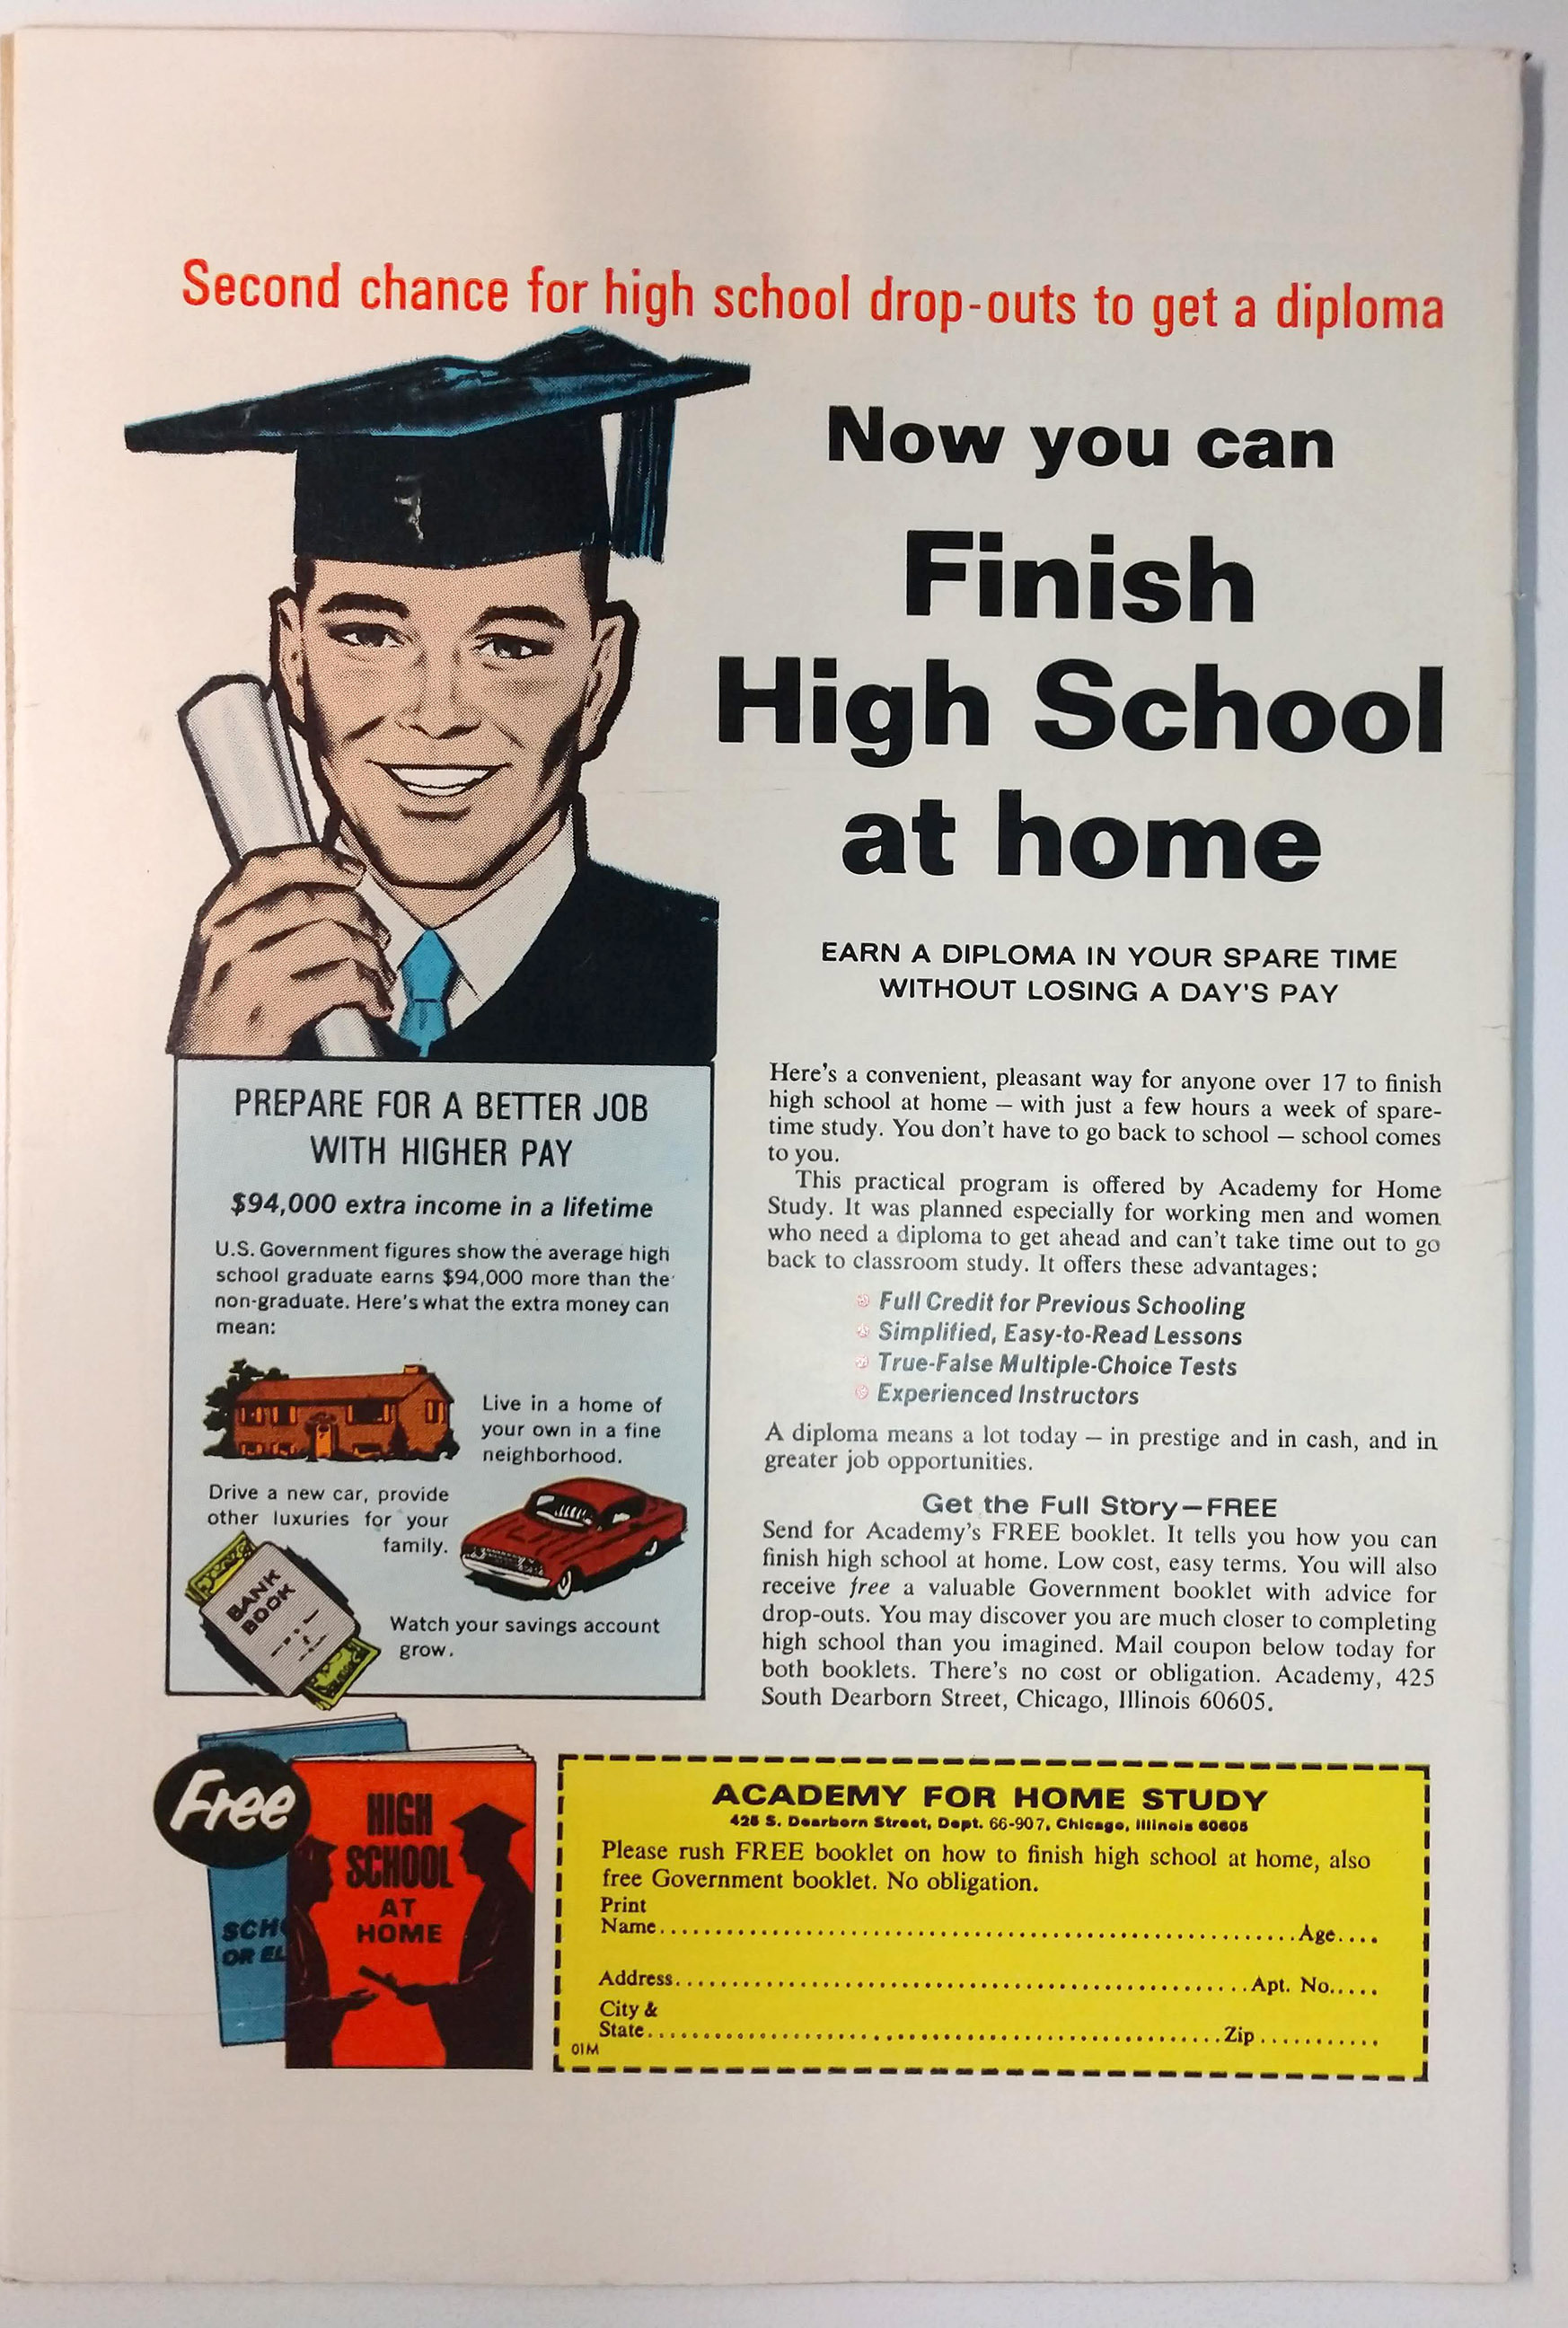 Second chance for high school drop-outs to get a diploma
Now you can
Finish
High School
at home
EARN A DIPLOMA IN YOUR SPARE TIME
WITHOUT LOSING A DAY'S PAY
PREPARE FOR A BETTER JOB
WITH HIGHER PAY
$94,000 extra income in a lifetime
U.S. Government figures show the average high
school graduate earns $94,000 more than the
non-graduate. Here's what the extra money can
mean:
Live in a home of
your own in a fine
neighborhood.
Drive a new car, provide
other luxuries for your
family.
BANK
BOOK
Watch your savings account
grow.
Here's a convenient, pleasant way for anyone over 17 to finish
high school at home – with just a few hours a week of spare-
time study. You don't have to go back to school – school comes
to you.
This practical program is offered by Academy for Home
Study. It was planned especially for working men and women
who need a diploma to get ahead and can't take time out to go
back to classroom study. It offers these advantages:
Full Credit for Previous Schooling
Simplified, Easy-to-Read Lessons
True-False Multiple-Choice Tests
Experienced Instructors
A diploma means a lot today – in prestige and in cash, and in
greater job opportunities.
Get the Full Story–FREE
Send for Academy's FREE booklet. It tells you how you can
finish high school at home. Low cost, easy terms. You will also
receive free a valuable Government booklet with advice for
drop-outs. You may discover you are much closer to completing
high school than you imagined. Mail coupon below today for
both booklets. There's no cost or obligation. Academy, 425
South Dearborn Street, Chicago, Illinois 60605.
Free
HIGH
SCHOOL
AT
HOME
SCHO
OR EL
ACADEMY FOR HOME STUDY
425 S. Dearborn Street, Dept. 66-907, Chicago, Illinois 60605
Please rush FREE booklet on how to finish high school at home, also
free Government booklet. No obligation.
Print
Name.......................................................Age....
Address..................................................Apt. No.....
City &
State..................................................Zip...........
01M